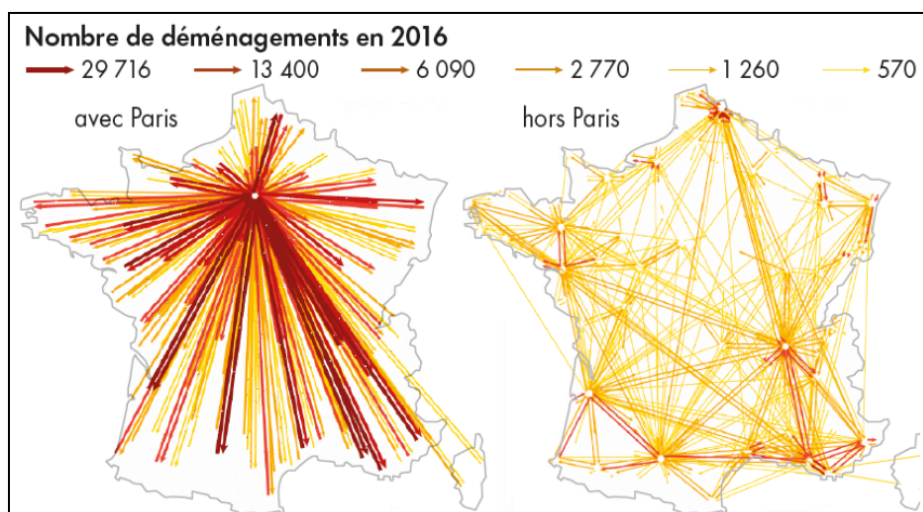 Nombre de déménagements en 2016
29 716 13 400 6 090 2 770 1 260 570
avec Paris hors Paris